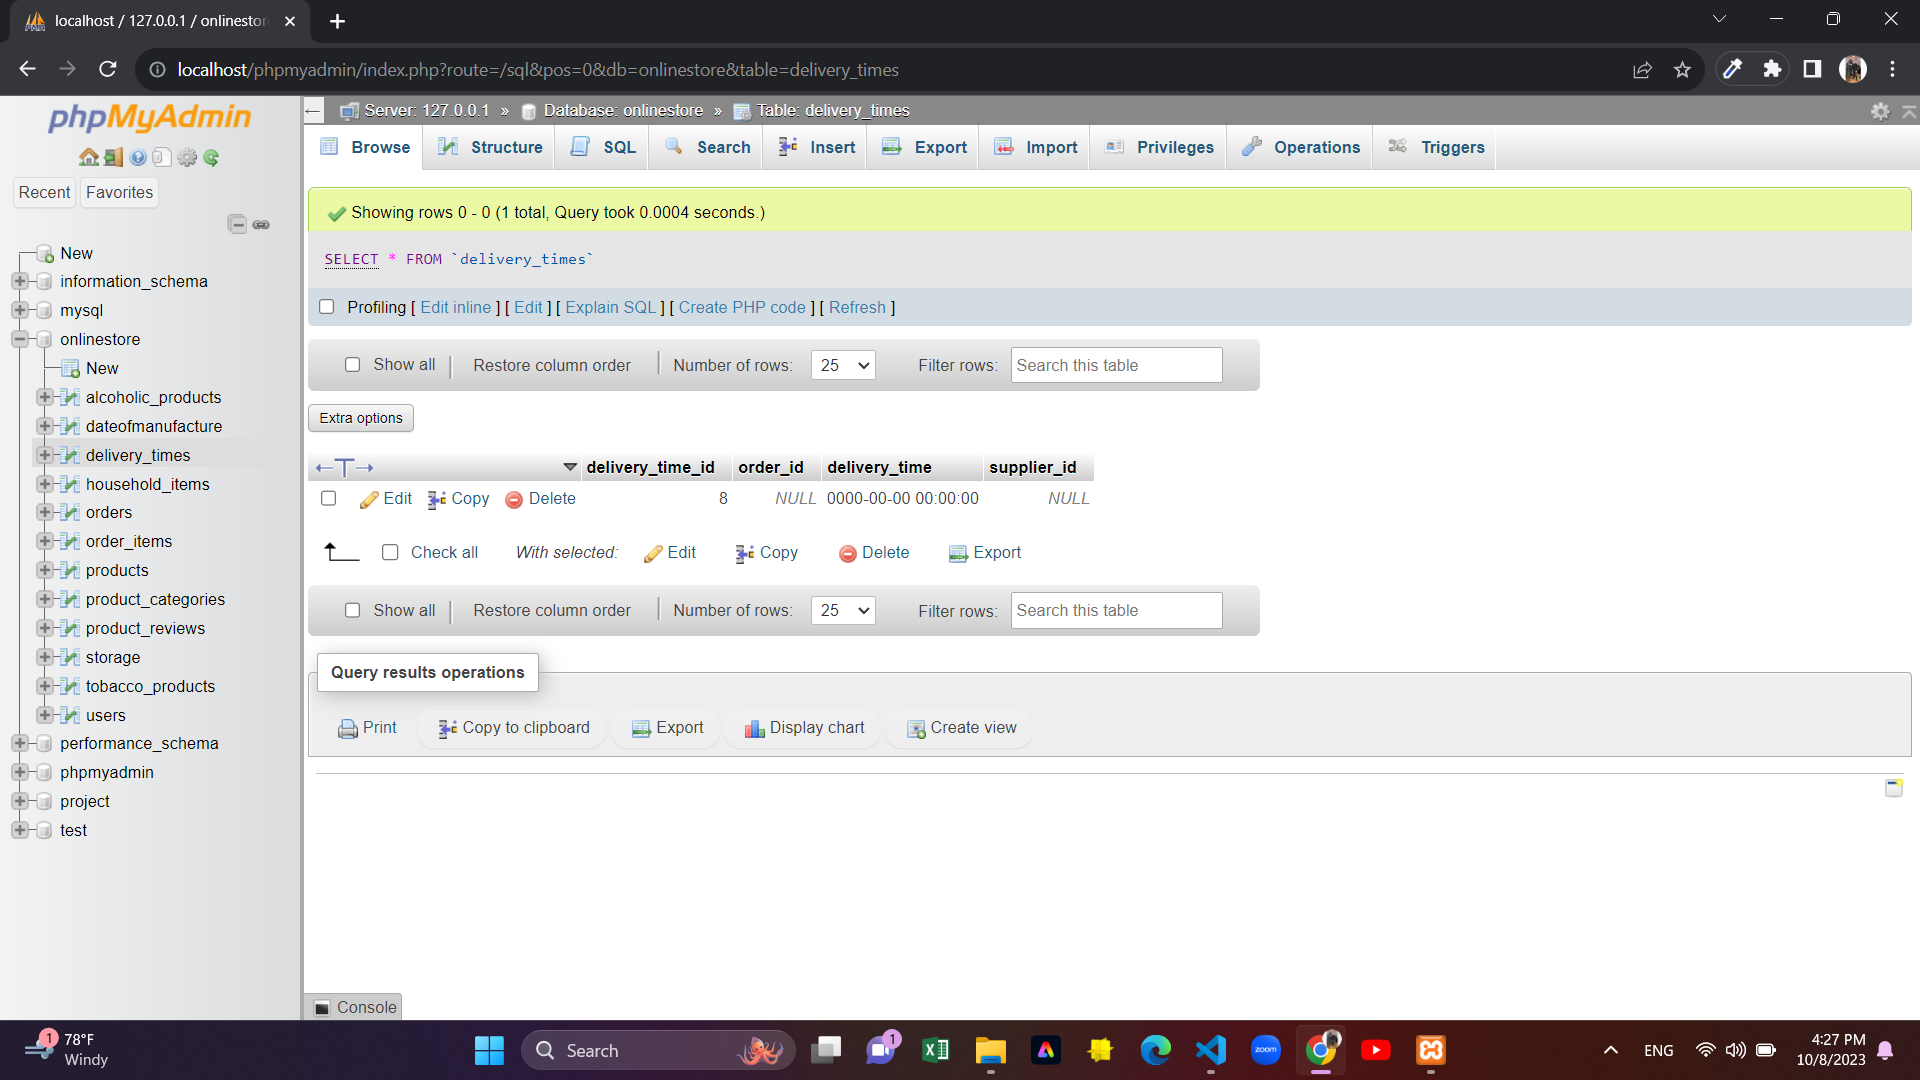 localhost / 127.0.0.1 / onlinestor
localhost/phpmyadmin/index.php?route=/sql&pos=0&db=onlinestore&table=delivery_times
phpMyAdmin
Recent Favorites
New
information_schema
mysql
onlinestore
New
alcoholic_products
dateofmanufacture
delivery_times
household_items
orders
order_items
products
product_categories
product_reviews
storage
tobacco_products
users
performance_schema
phpmyadmin
project
test
Server: 127.0.0.1 » Database: onlinestore » Table: delivery_times
Browse Structure SQL Search Insert Export Import Privileges Operations Triggers
Showing rows 0 - 0 (1 total, Query took 0.0004 seconds.)
SELECT * FROM `delivery_times`
Profiling [ Edit inline ] [ Edit ] [ Explain SQL ] [ Create PHP code ] [ Refresh ]
Show all Restore column order Number of rows: 25 Filter rows: Search this table
Extra options
←T→ delivery_time_id order_id delivery_time supplier_id
Edit Copy Delete 8 NULL 0000-00-00 00:00:00 NULL
Check all With selected: Edit Copy Delete Export
Show all Restore column order Number of rows: 25 Filter rows: Search this table
Query results operations
Print Copy to clipboard Export Display chart Create view
Console
1 78°F
Windy
Search
1
zoom
ENG
4:27 PM
10/8/2023